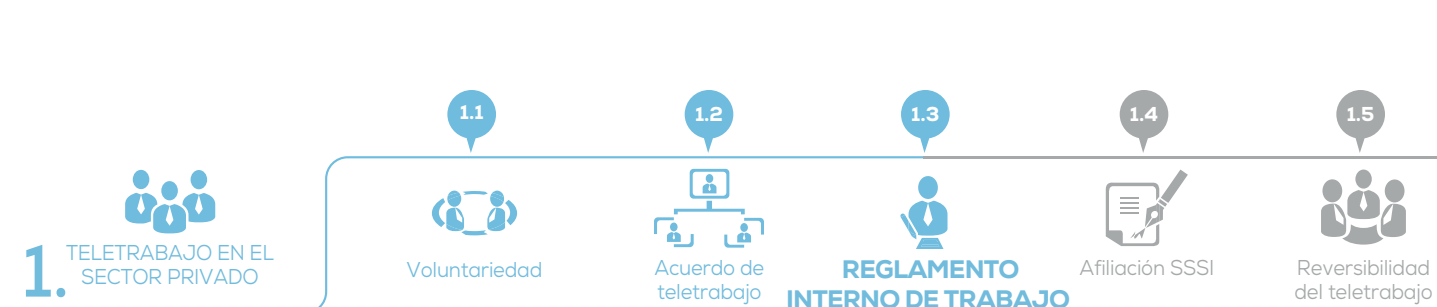 1.1
1.2
1.3
1.4
1.5
1. TELETRABAJO EN EL
SECTOR PRIVADO
Voluntariedad
Acuerdo de
teletrabajo
REGLAMENTO
INTERNO DE TRABAJO
Afiliación SSSI
Reversibilidad
del teletrabajo